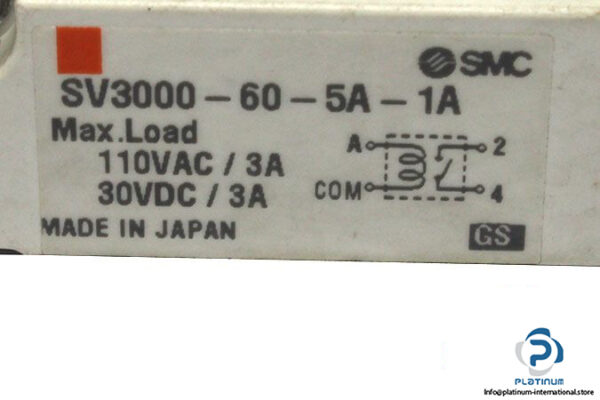 SMC
SV3000-60-5A-1A
Max.Load
110VAC / 3A
30VDC / 3A
A 2
COM 4
MADE IN JAPAN
GS
PLATINUM
Info@platinum-international.store